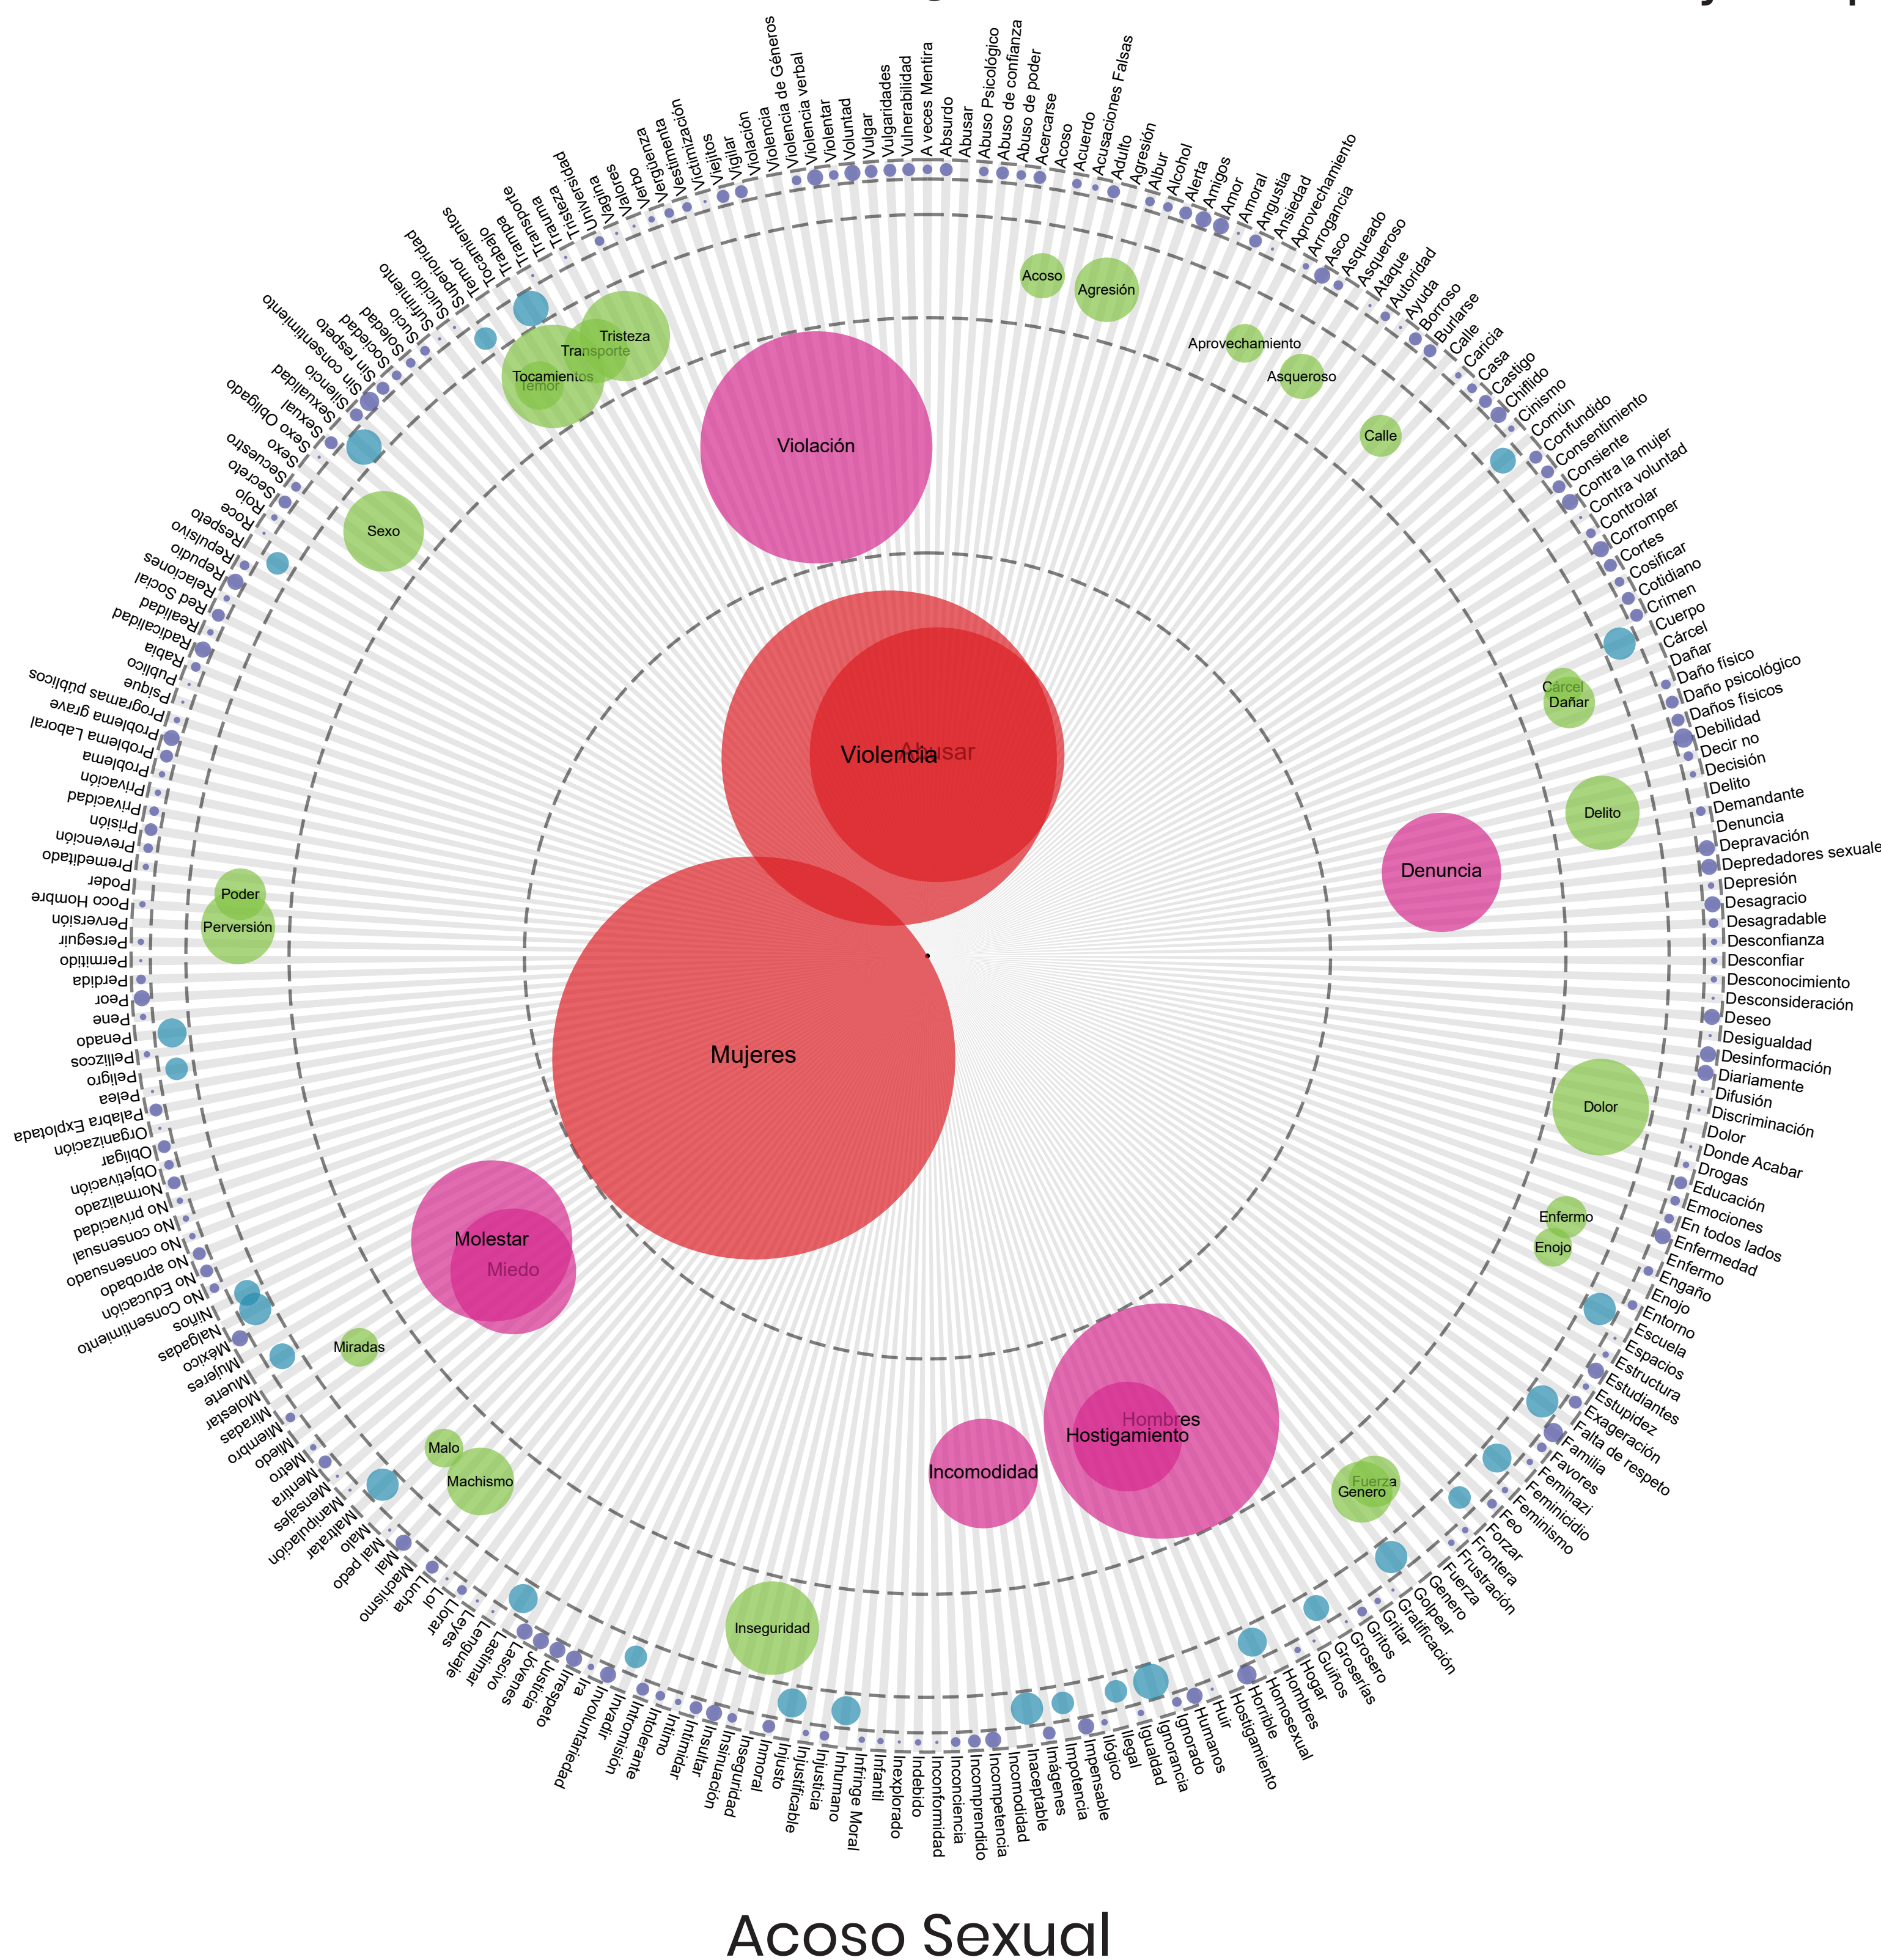 A veces Mentira
Absurdo
Abusar
Abuso Psicológico
Abuso de confianza
Abuso de poder
Acercarse
Acoso
Acuerdo
Acusaciones Falsas
Adulto
Agresión
Albur
Alcohol
Alerta
Amigos
Amor
Amoral
Angustia
Ansiedad
Aprovechamiento
Arrogancia
Asco
Asqueado
Asqueroso
Ataque
Autoridad
Ayuda
Borroso
Burlarse
Calle
Caricia
Casa
Castigo
Chiflido
Cinismo
Común
Confundido
Consentimiento
Consiente
Contra la mujer
Contra voluntad
Controlar
Corromper
Cortes
Cosificar
Cotidiano
Crimen
Cuerpo
Cárcel
Dañar
Daño físico
Daño psicológico
Daños físicos
Debilidad
Decir no
Decisión
Delito
Demandante
Denuncia
Depravación
Depredadores sexuale
Depresión
Desagracio
Desagradable
Desconfianza
Desconfiar
Desconocimiento
Desconsideración
Deseo
Desigualdad
Desinformación
Diariamente
Difusión
Discriminación
Dolor
Donde Acabar
Drogas
Educación
Emociones
En todos lados
Enfermedad
Enfermo
Engaño
Enojo
Entorno
Escuela
Espacios
Estructura
Estudiantes
Estupidez
Exageración
Falta de respeto
Familia
Favores
Feminazi
Feminicidio
Feminismo
Feo
Forzar
Frontera
Frustración
Fuerza
Genero
Golpear
Gratificación
Gritar
Gritos
Grosero
Groserías
Guiños
Hogar
Hombres
Homosexual
Horrible
Hostigamiento
Huir
Humanos
Ignorado
Ignorancia
Igualdad
Ilegal
Ilógico
Impensable
Impotencia
Imágenes
Inaceptable
Incomodidad
Incompetencia
Incomprendido
Inconciencia
Inconformidad
Indebido
Inexplorado
Infantil
Infringe Moral
Inhumano
Injusticia
Injustificable
Injusto
Inmoral
Inseguridad
Insinuación
Insultar
Intimidar
Intimo
Intolerante
Intromisión
Invadir
Involuntariedad
Ira
Irrespeto
Justicia
Jóvenes
Lascivo
Lastimar
Lenguaje
Leyes
Llorar
Lol
Lucha
Machismo
Mal
Mal pedo
Malo
Maltratar
Manipulación
Mensajes
Mentira
Metro
Miedo
Miembro
Miradas
Molestar
Muerte
Mujeres
México
Nalgadas
Niños
No Consentimiento
No Educación
No aprobado
No consensuado
No consensual
No privacidad
Normalizado
Objetivación
Obligar
Organización
Palabra Explotada
Pelea
Peligro
Pellizcos
Penado
Pene
Peor
Perdida
Permitido
Perseguir
Perversión
Poco Hombre
Poder
Premeditado
Prevención
Prisión
Privacidad
Privación
Problema
Problema Laboral
Problema grave
Programas públicos
Psique
Publico
Rabia
Radicalidad
Realidad
Red Social
Relaciones
Repudio
Repulsivo
Respeto
Roce
Rojo
Secreto
Secuestro
Sexo
Sexo Obligado
Sexual
Sexualidad
Silencio
Sin consentimiento
Sin respeto
Sociedad
Soledad
Sucio
Sufrimiento
Suicidio
Superioridad
Temor
Tocamientos
Trabajo
Trampa
Transporte
Trauma
Tristeza
Universidad
Vagina
Valores
Verbo
Vergüenza
Vestimenta
Victimización
Viejitos
Vigilar
Violación
Violencia
Violencia de Géneros
Violencia verbal
Violentar
Voluntad
Vulgar
Vulgaridades
Vulnerabilidad
Acoso
Agresión
Tristeza
Transporte
Tocamientos
Temor
Aprovechamiento
Asqueroso
Calle
Violación
Sexo
Cárcel
Dañar
Violencia
Abusar
Delito
Denuncia
Poder
Perversión
Mujeres
Dolor
Enfermo
Enojo
Molestar
Miedo
Miradas
Hombres
Hostigamiento
Malo
Machismo
Incomodidad
Fuerza
Genero
Inseguridad
Acoso Sexual